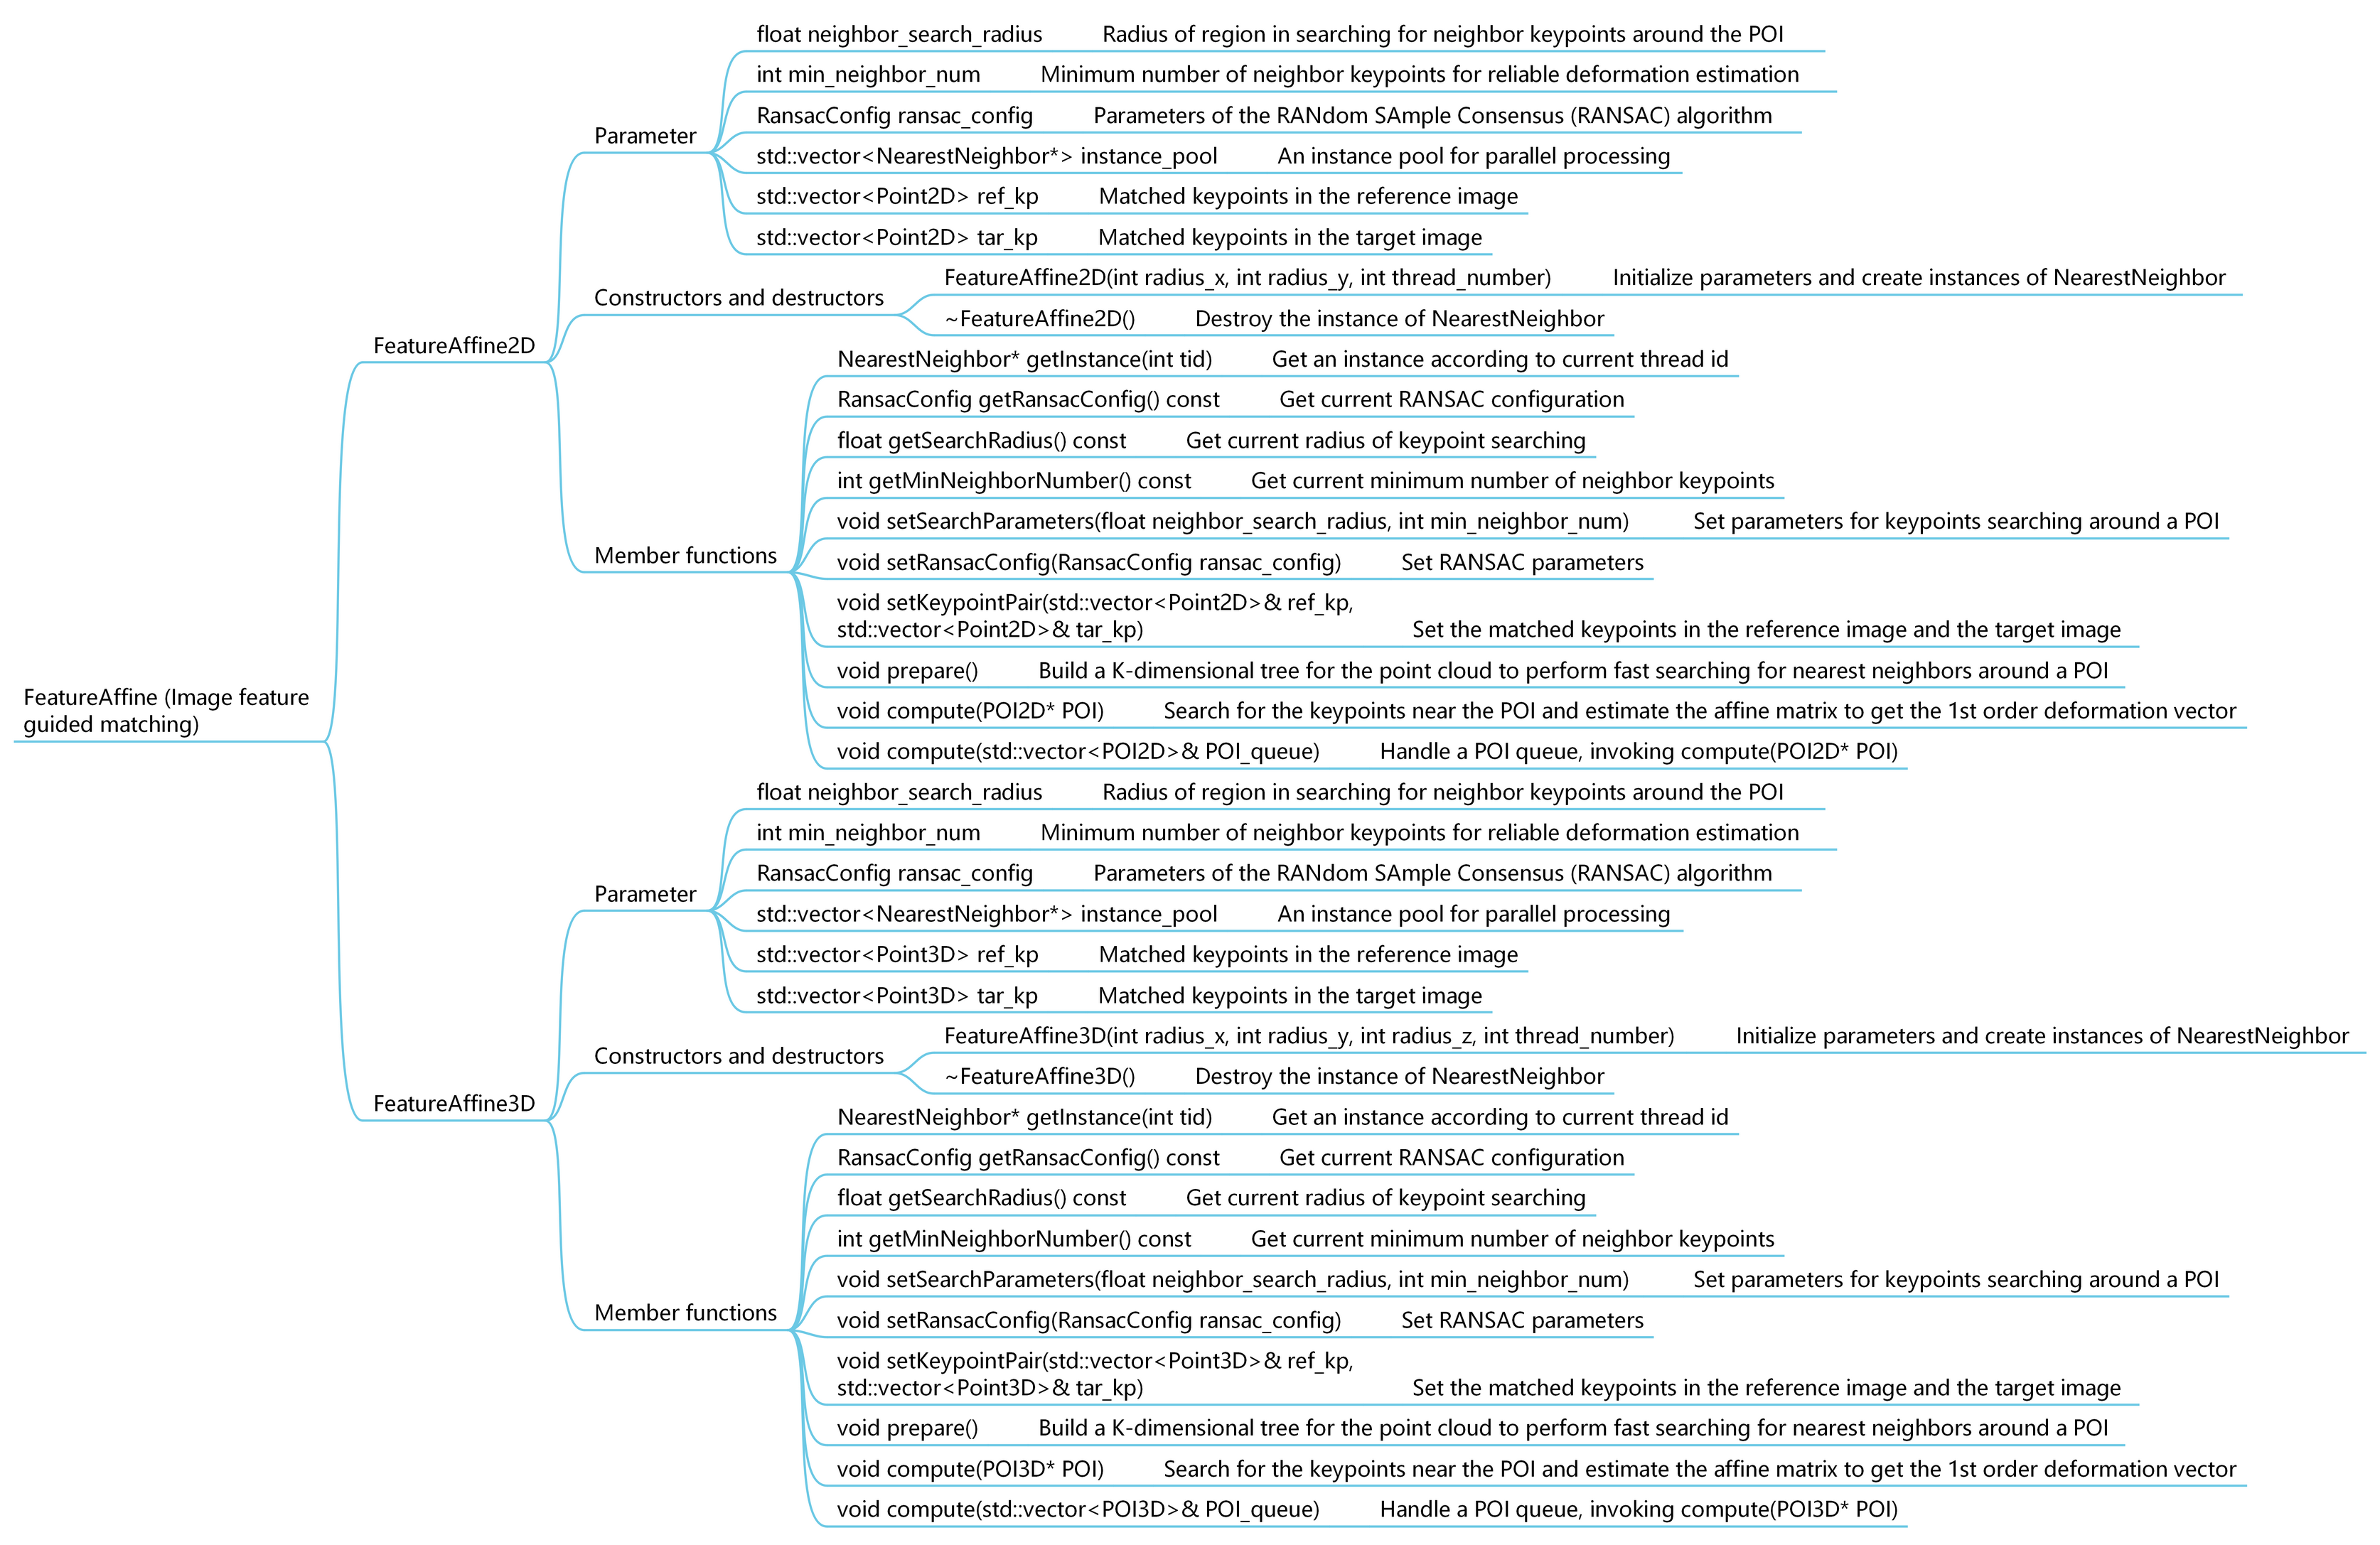 float neighbor_search_radius Radius of region in searching for neighbor keypoints around the POI
int min_neighbor_num Minimum number of neighbor keypoints for reliable deformation estimation
RansacConfig ransac_config Parameters of the RANdom SAmple Consensus (RANSAC) algorithm
Parameter
std::vector<NearestNeighbor*> instance_pool An instance pool for parallel processing
std::vector<Point2D> ref_kp Matched keypoints in the reference image
std::vector<Point2D> tar_kp Matched keypoints in the target image
FeatureAffine2D(int radius_x, int radius_y, int thread_number) Initialize parameters and create instances of NearestNeighbor
Constructors and destructors
~FeatureAffine2D() Destroy the instance of NearestNeighbor
FeatureAffine2D
NearestNeighbor* getInstance(int tid) Get an instance according to current thread id
RansacConfig getRansacConfig() const Get current RANSAC configuration
float getSearchRadius() const Get current radius of keypoint searching
int getMinNeighborNumber() const Get current minimum number of neighbor keypoints
void setSearchParameters(float neighbor_search_radius, int min_neighbor_num) Set parameters for keypoints searching around a POI
Member functions
void setRansacConfig(RansacConfig ransac_config) Set RANSAC parameters
void setKeypointPair(std::vector<Point2D>& ref_kp,
std::vector<Point2D>& tar_kp) Set the matched keypoints in the reference image and the target image
void prepare() Build a K-dimensional tree for the point cloud to perform fast searching for nearest neighbors around a POI
void compute(POI2D* POI) Search for the keypoints near the POI and estimate the affine matrix to get the 1st order deformation vector
void compute(std::vector<POI2D>& POI_queue) Handle a POI queue, invoking compute(POI2D* POI)
FeatureAffine (Image feature
guided matching)
float neighbor_search_radius Radius of region in searching for neighbor keypoints around the POI
int min_neighbor_num Minimum number of neighbor keypoints for reliable deformation estimation
RansacConfig ransac_config Parameters of the RANdom SAmple Consensus (RANSAC) algorithm
Parameter
std::vector<NearestNeighbor*> instance_pool An instance pool for parallel processing
std::vector<Point3D> ref_kp Matched keypoints in the reference image
std::vector<Point3D> tar_kp Matched keypoints in the target image
FeatureAffine3D(int radius_x, int radius_y, int radius_z, int thread_number) Initialize parameters and create instances of NearestNeighbor
Constructors and destructors
~FeatureAffine3D() Destroy the instance of NearestNeighbor
FeatureAffine3D
NearestNeighbor* getInstance(int tid) Get an instance according to current thread id
RansacConfig getRansacConfig() const Get current RANSAC configuration
float getSearchRadius() const Get current radius of keypoint searching
int getMinNeighborNumber() const Get current minimum number of neighbor keypoints
void setSearchParameters(float neighbor_search_radius, int min_neighbor_num) Set parameters for keypoints searching around a POI
Member functions
void setRansacConfig(RansacConfig ransac_config) Set RANSAC parameters
void setKeypointPair(std::vector<Point3D>& ref_kp,
std::vector<Point3D>& tar_kp) Set the matched keypoints in the reference image and the target image
void prepare() Build a K-dimensional tree for the point cloud to perform fast searching for nearest neighbors around a POI
void compute(POI3D* POI) Search for the keypoints near the POI and estimate the affine matrix to get the 1st order deformation vector
void compute(std::vector<POI3D>& POI_queue) Handle a POI queue, invoking compute(POI3D* POI)